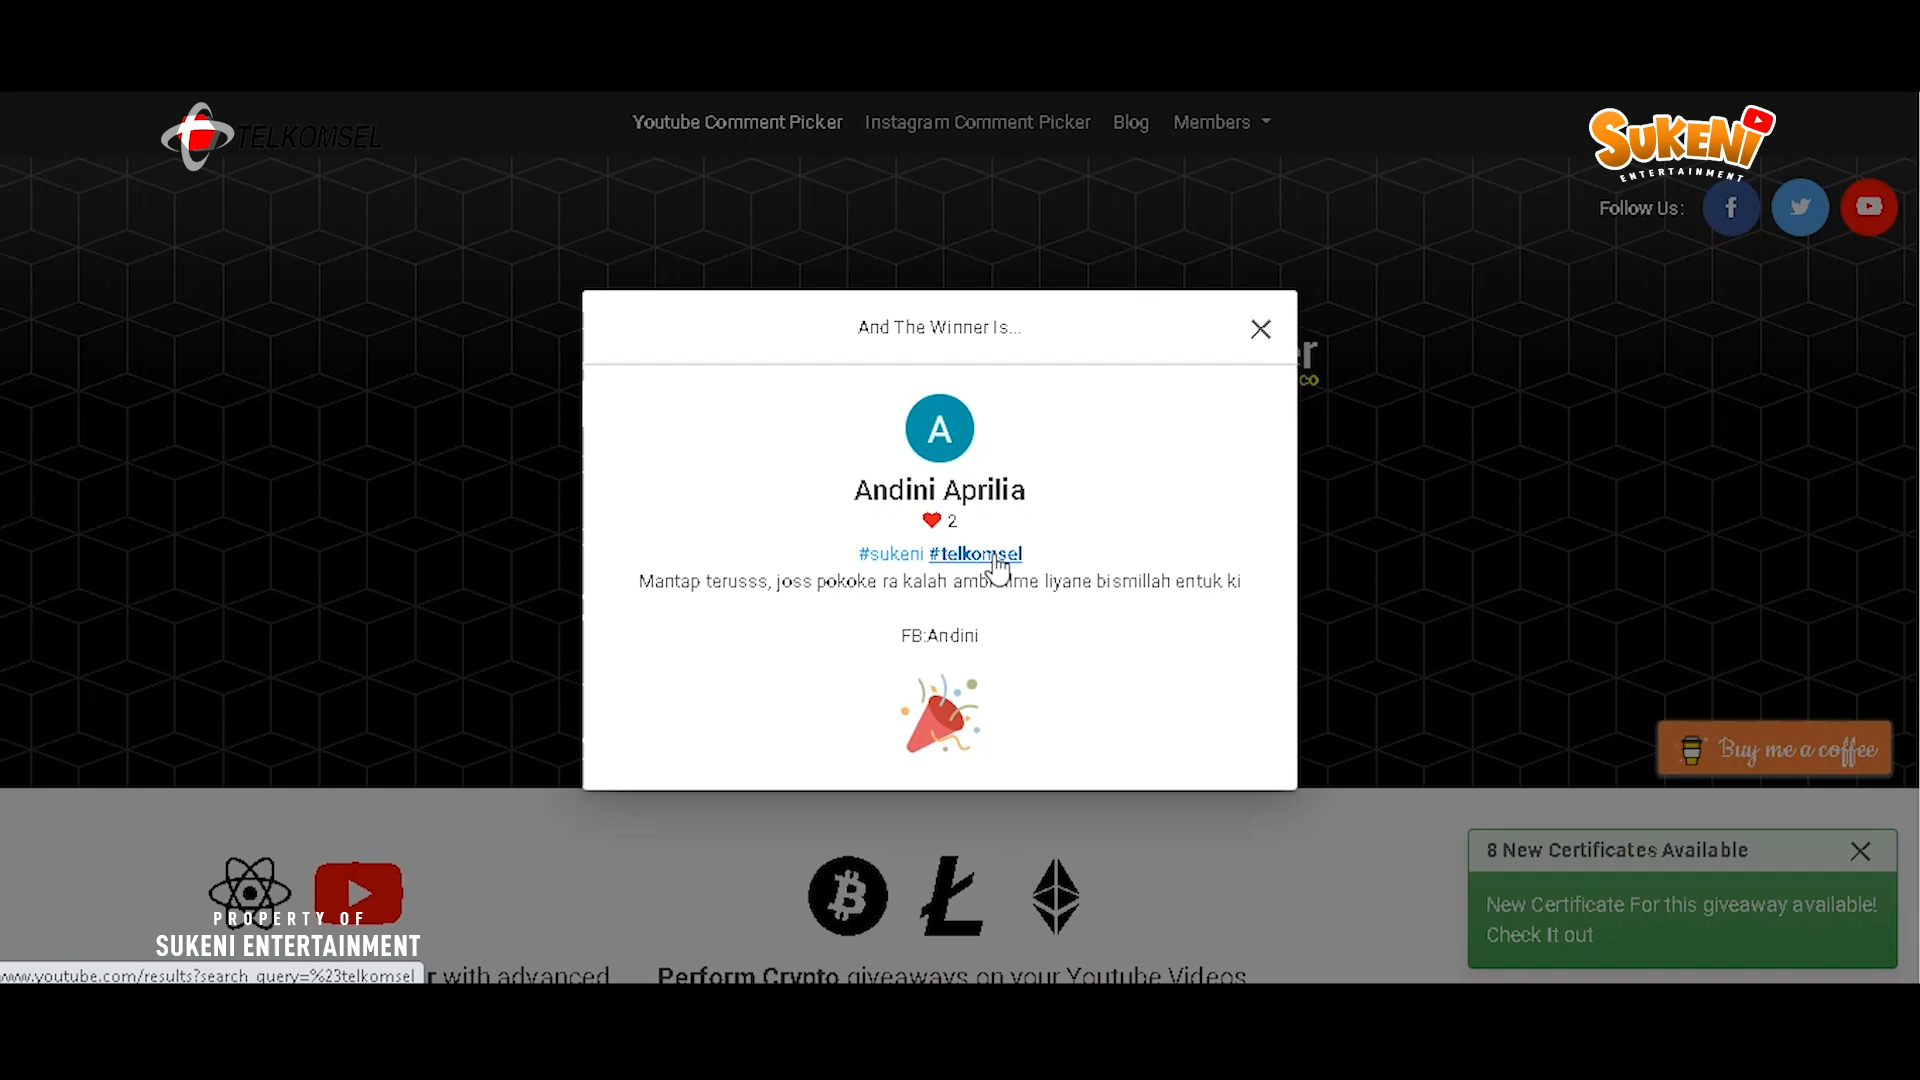 TELKOMSEL
Youtube Comment Picker Instagram Comment Picker Blog Members
SUKENI
ENTERTAINMENT
Follow Us:
And The Winner Is...
A
Andini Aprilia
2
#sukeni #telkomsel
Mantap terusss, joss pokoke ra kalah liyane bismillah entuk ki
FB:Andini
Buy me a coffee
8 New Certificates Available
New Certificate For this giveaway available!
Check It out
PROPERTY OF
SUKENI ENTERTAINMENT
www.youtube.com/results?search_query=%23telkomsel
with advanced
Perform Crypto giveaways on your Youtube Videos